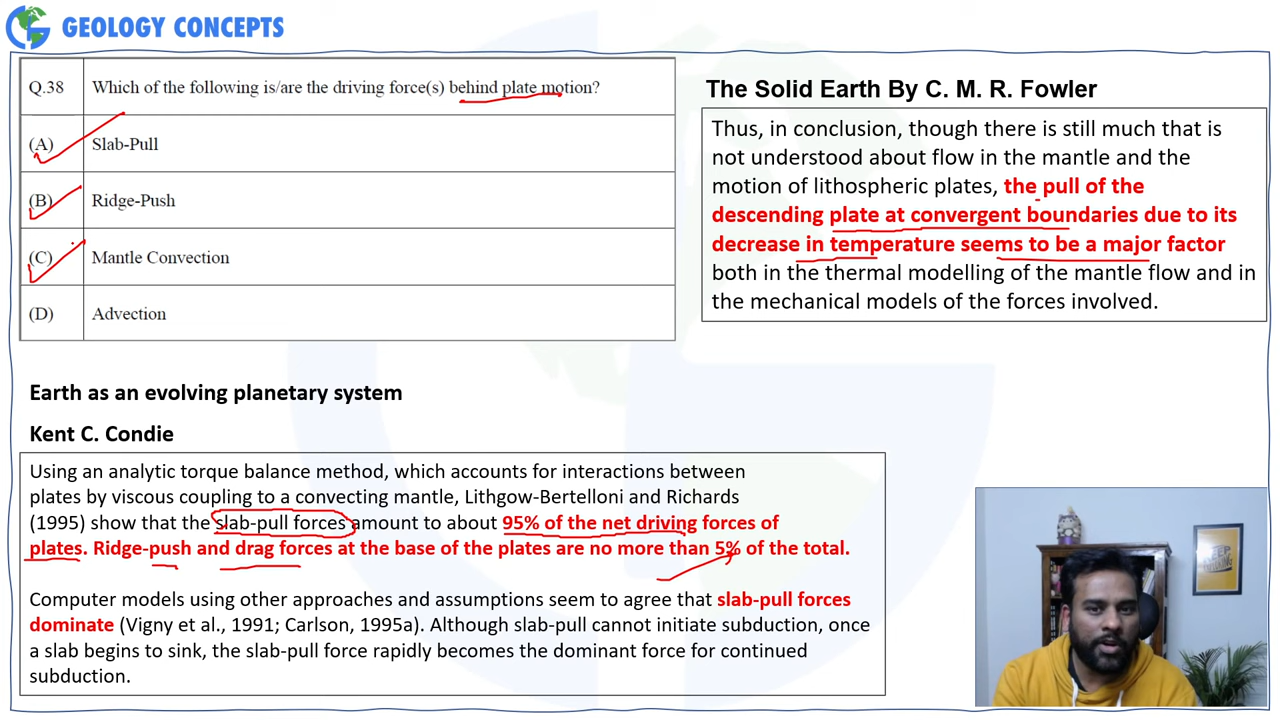 GEOLOGY CONCEPTS
Q.38 Which of the following is/are the driving force(s) behind plate motion?
(A) Slab-Pull
(B) Ridge-Push
(C) Mantle Convection
(D) Advection
The Solid Earth By C. M. R. Fowler
Thus, in conclusion, though there is still much that is
not understood about flow in the mantle and the
motion of lithospheric plates, the pull of the
descending plate at convergent boundaries due to its
decrease in temperature seems to be a major factor
both in the thermal modelling of the mantle flow and in
the mechanical models of the forces involved.
Earth as an evolving planetary system
Kent C. Condie
Using an analytic torque balance method, which accounts for interactions between
plates by viscous coupling to a convecting mantle, Lithgow-Bertelloni and Richards
(1995) show that the slab-pull forces amount to about 95% of the net driving forces of
plates. Ridge-push and drag forces at the base of the plates are no more than 5% of the total.
Computer models using other approaches and assumptions seem to agree that slab-pull forces
dominate (Vigny et al., 1991; Carlson, 1995a). Although slab-pull cannot initiate subduction, once
a slab begins to sink, the slab-pull force rapidly becomes the dominant force for continued
subduction.